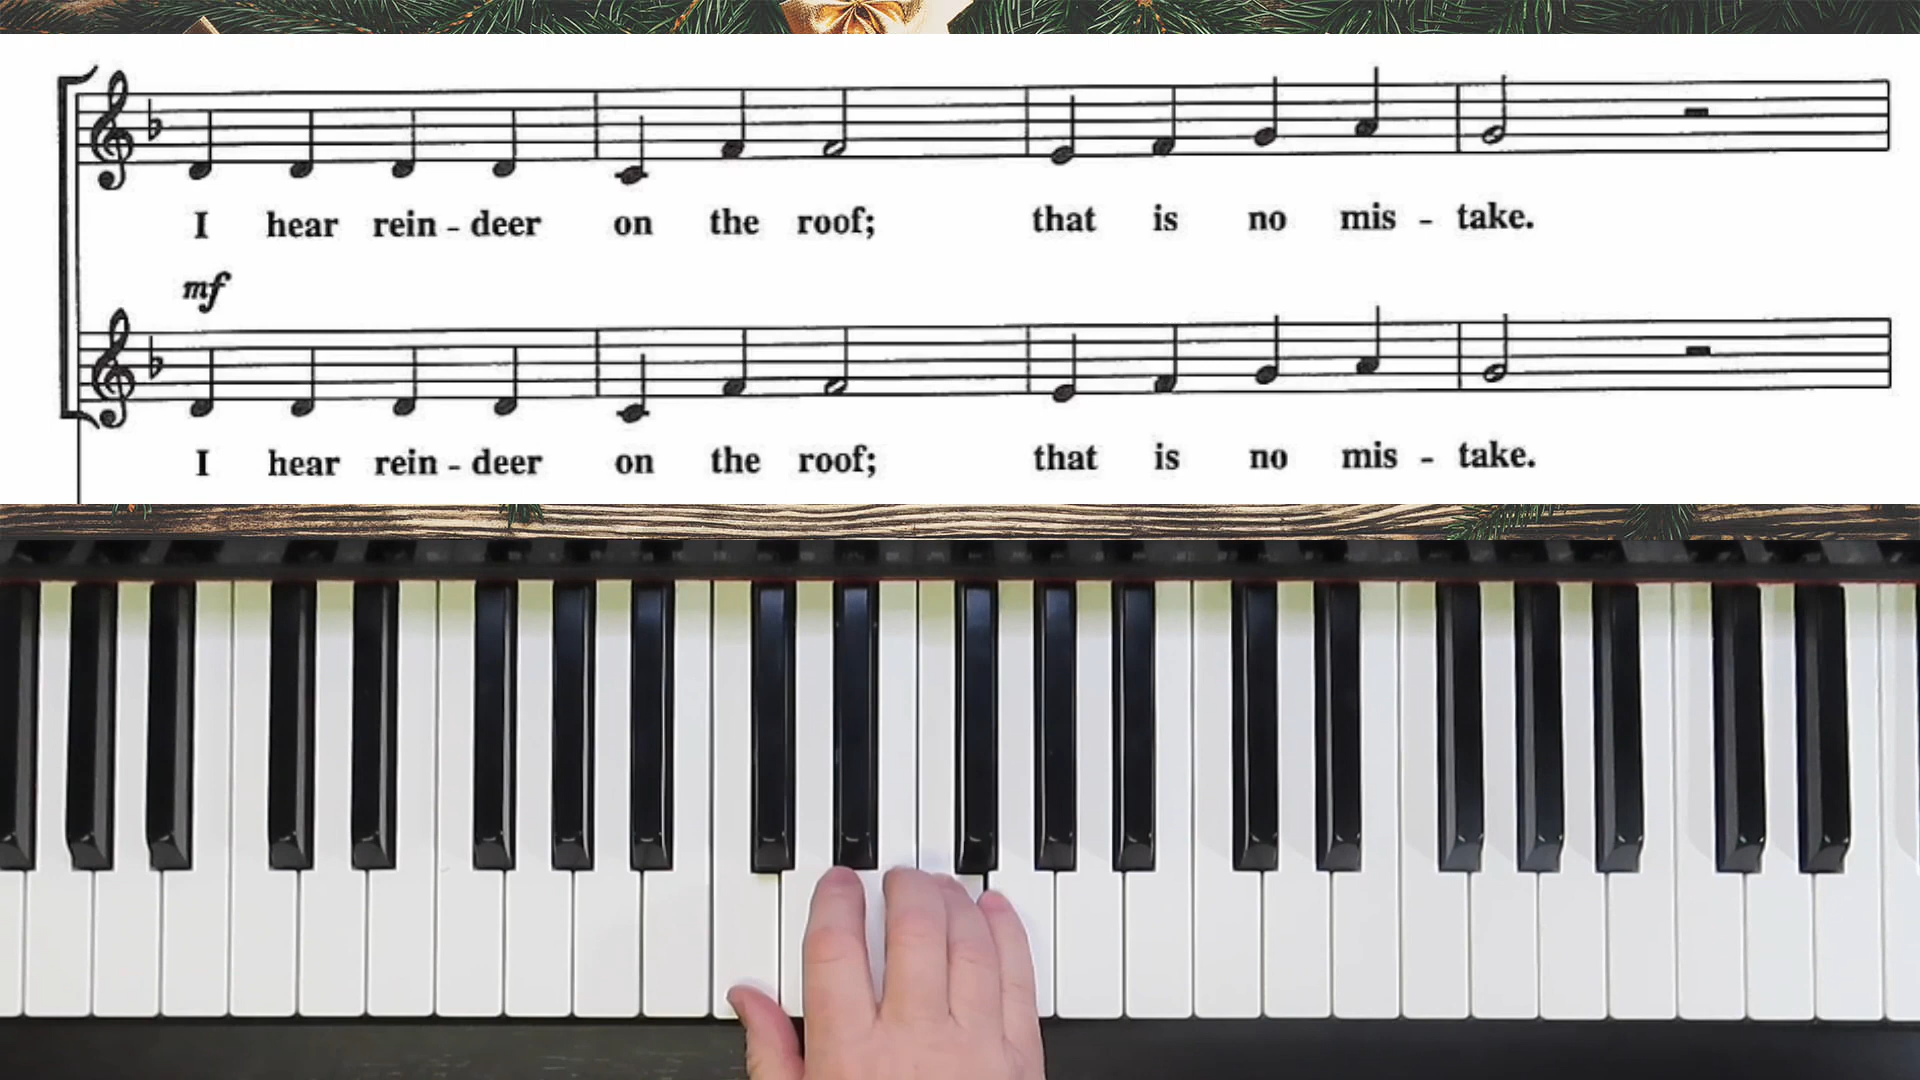 I hear rein - deer on the roof; that is no mis - take.
mf
I hear rein - deer on the roof; that is no mis - take.